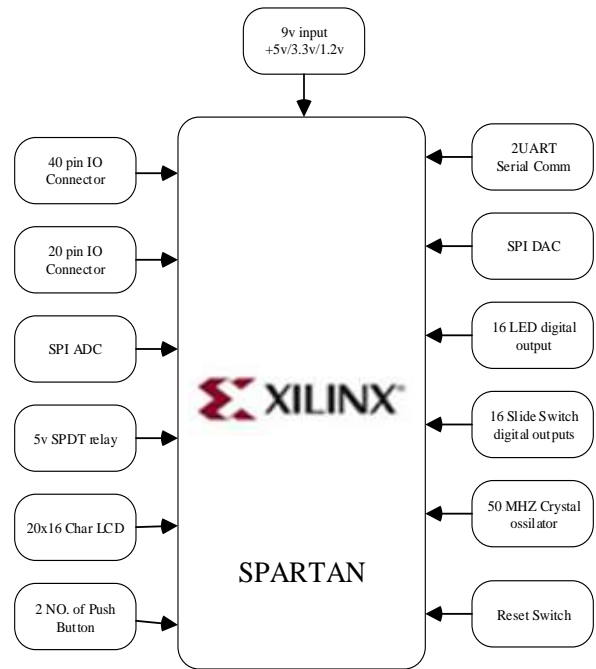 9v input
+5v/3.3v/1.2v
40 pin IO
Connector
20 pin IO
Connector
SPI ADC
5v SPDT relay
20x16 Char LCD
2 NO. of Push
Button
XILINX™
SPARTAN
2UART
Serial Comm
SPI DAC
16 LED digital
output
16 Slide Switch
digital outputs
50 MHZ Crystal
ossilator
Reset Switch